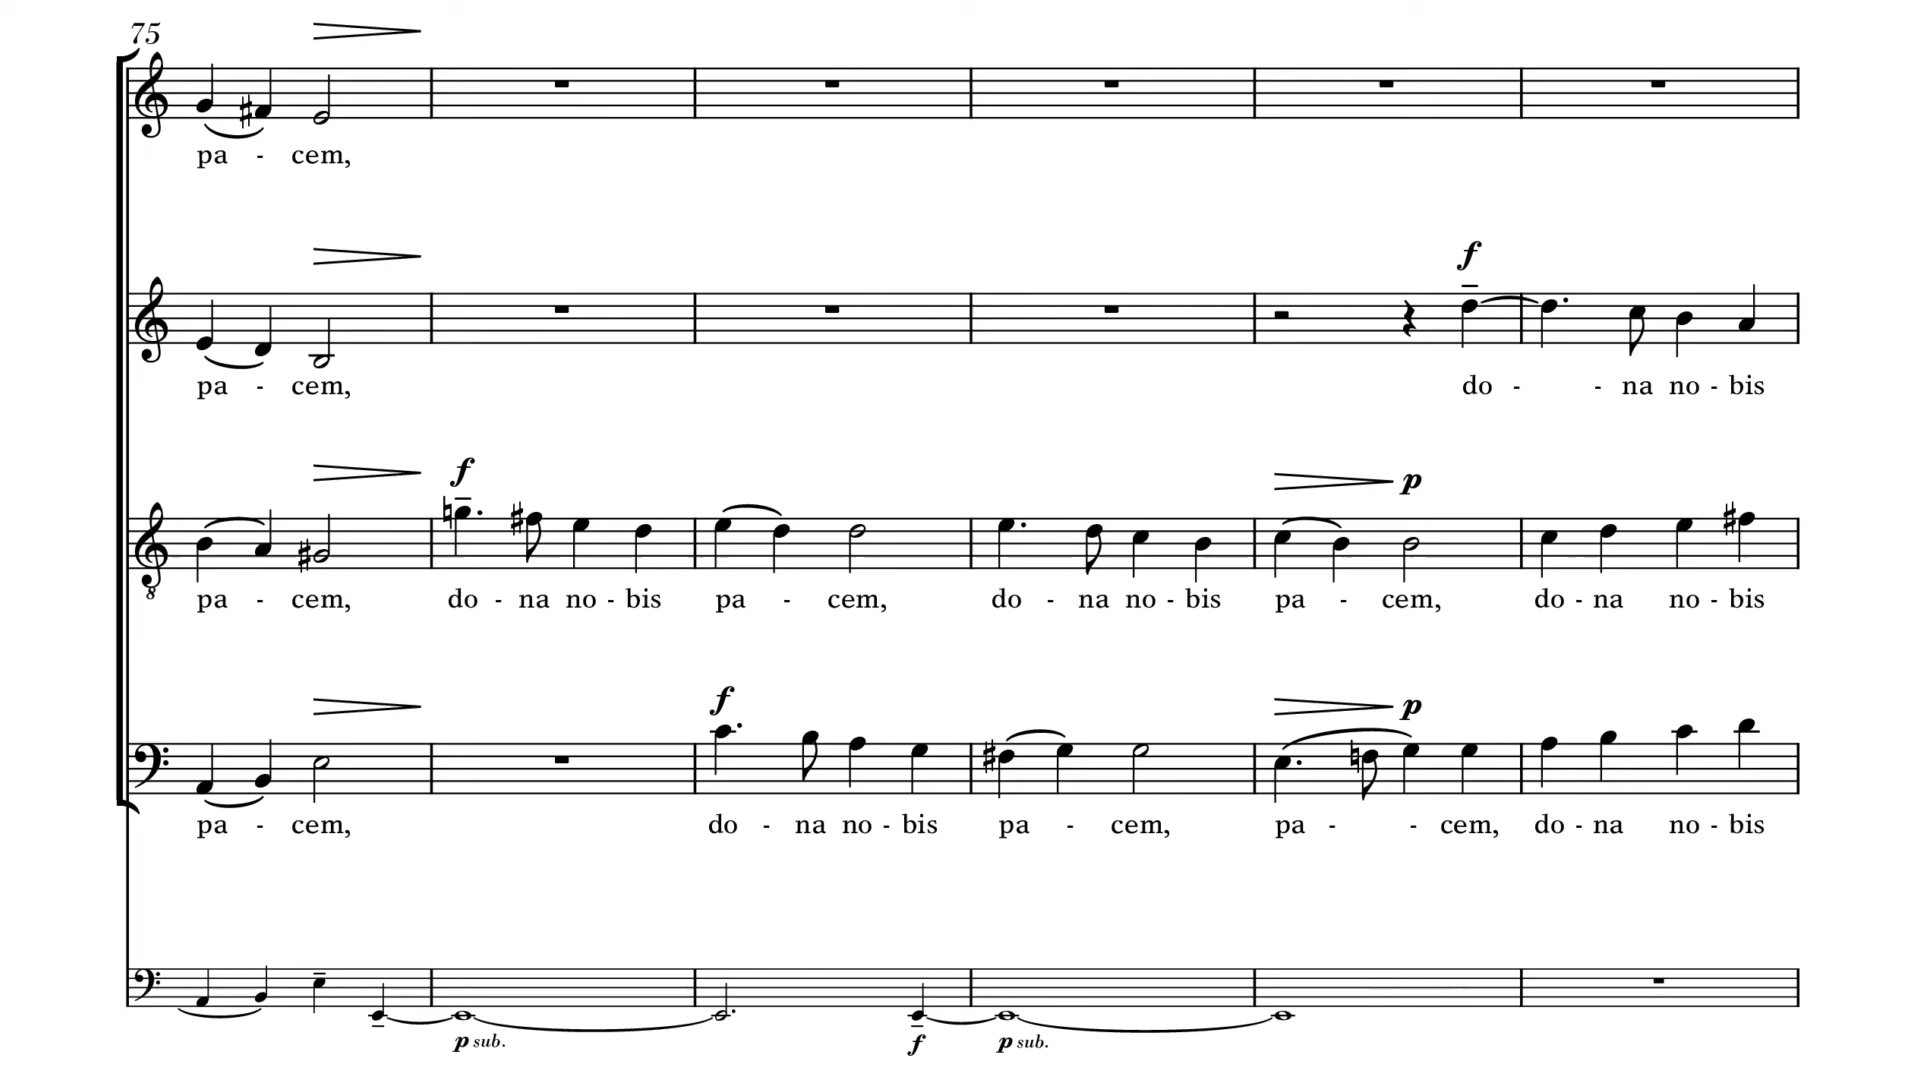 75
pa - cem,
f
pa - cem, do - - na no - bis
f p
pa - cem, do - na no - bis pa - cem, do - na no - bis pa - cem, do - na no - bis
f p
pa - cem, do - na no - bis pa - cem, pa - - cem, do - na no - bis
p sub. f p sub.